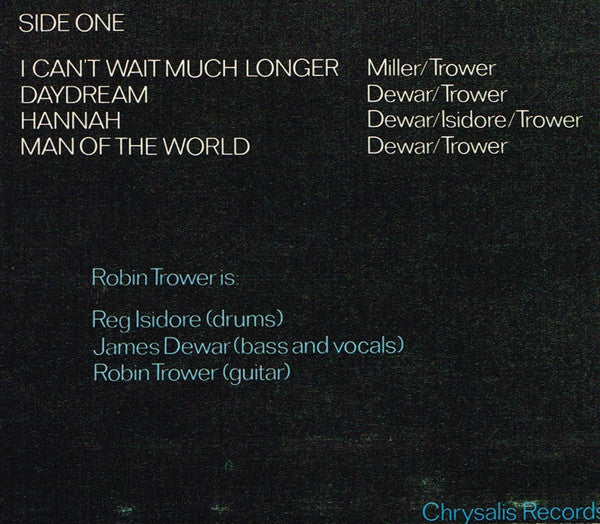 SIDE ONE
I CAN'T WAIT MUCH LONGER Miller/Trower
DAYDREAM Dewar/Trower
HANNAH Dewar/Isidore/Trower
MAN OF THE WORLD Dewar/Trower
Robin Trower is:
Reg Isidore (drums)
James Dewar (bass and vocals)
Robin Trower (guitar)
Chrysalis Records